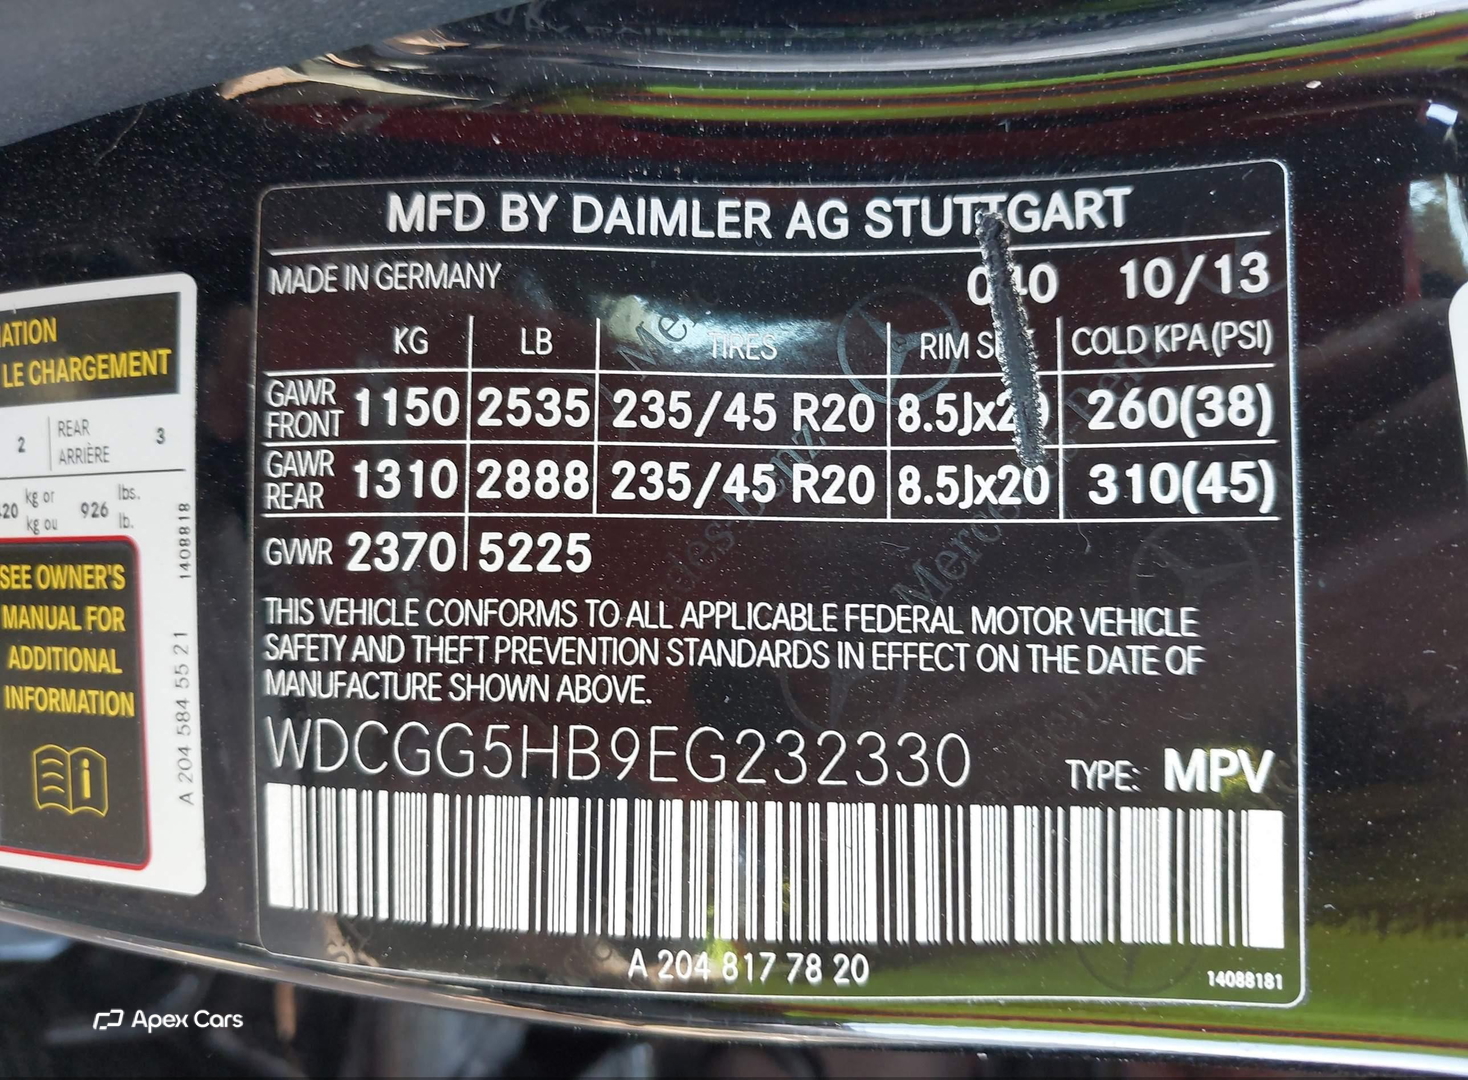 MFD BY DAIMLER AG STUTTGART
MADE IN GERMANY 040 10/13
KG LB TIRES RIM COLD KPA (PSI)
GAWR FRONT 1150 2535 235/45 R20 8.5Jx20 260(38)
GAWR REAR 1310 2888 235/45 R20 8.5Jx20 310(45)
GVWR 2370 5225
THIS VEHICLE CONFORMS TO ALL APPLICABLE FEDERAL MOTOR VEHICLE
SAFETY AND THEFT PREVENTION STANDARDS IN EFFECT ON THE DATE OF
MANUFACTURE SHOWN ABOVE.
WDCGG5HB9EG232330 TYPE: MPV
A 204 817 78 20 14088181
LE CHARGEMENT
2 REAR ARRIÈRE 3
kg or lbs.
kg ou 926 lb.
SEE OWNER'S
MANUAL FOR
ADDITIONAL
INFORMATION
A 204 584 55 21 1408818
Apex Cars